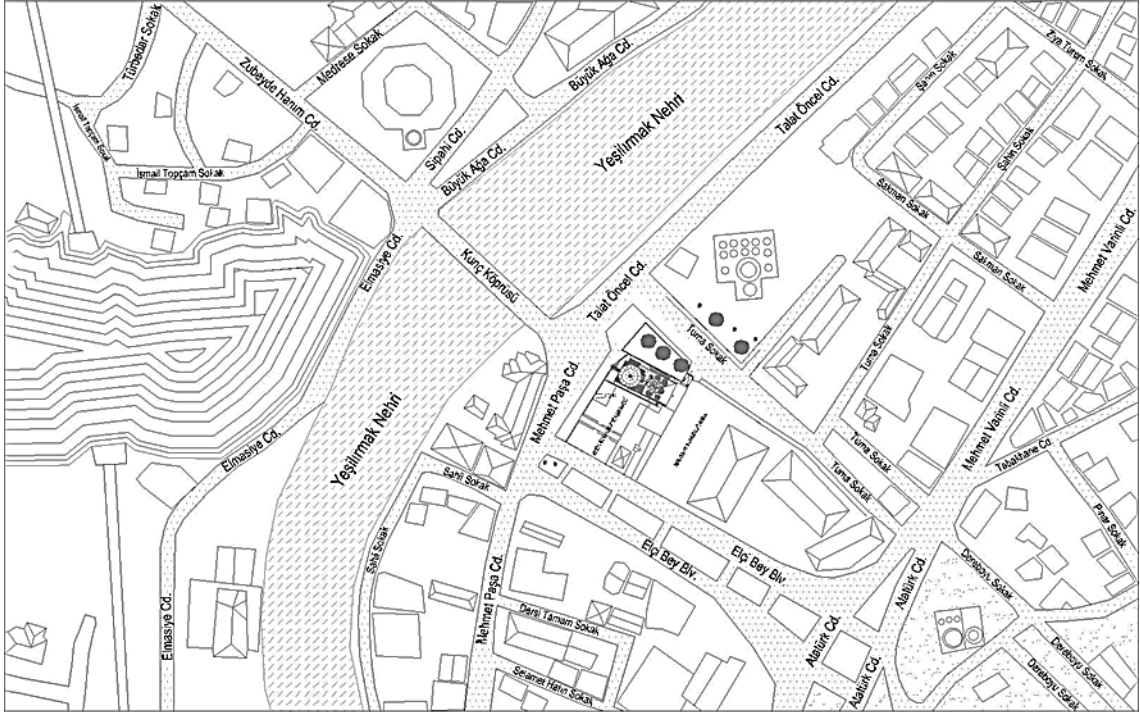 Türbedar Sokak
Zübeyde Hanım Cd.
Medrese Sokak
Büyük Ağa Cd.
Yeşilırmak Nehri
Talat Öncel Cd.
Şahin Sokak
Ziya Turem Sokak
Şahin Sokak
İsmail Topçam Sokak
Sipahi Cd.
Büyük Ağa Cd.
Sakman Sokak
Elmasiye Cd.
Kunç Köprüsü
Talat Öncel Cd.
Sakman Sokak
Mehmet Varinli Cd.
Tuma Sokak
Tuma Sokak
Mehmet Paşa Cd.
Yeşilırmak Nehri
Elmasiye Cd.
Mehmet Varinli Cd.
Tuma Sokak
Tuma Sokak
Tabakhane Cd.
Sahil Sokak
Pınar Sokak
Sahil Sokak
Elçi Bey Blv.
Elçi Bey Blv.
Mehmet Paşa Cd.
Atatürk Cd.
Dereboyu Sokak
Elmasiye Cd.
Dersi Tamam Sokak
Atatürk Cd.
Dereboyu Sokak
Selamet Hatun Sokak
Atatürk Cd.
Dereboyu Sokak